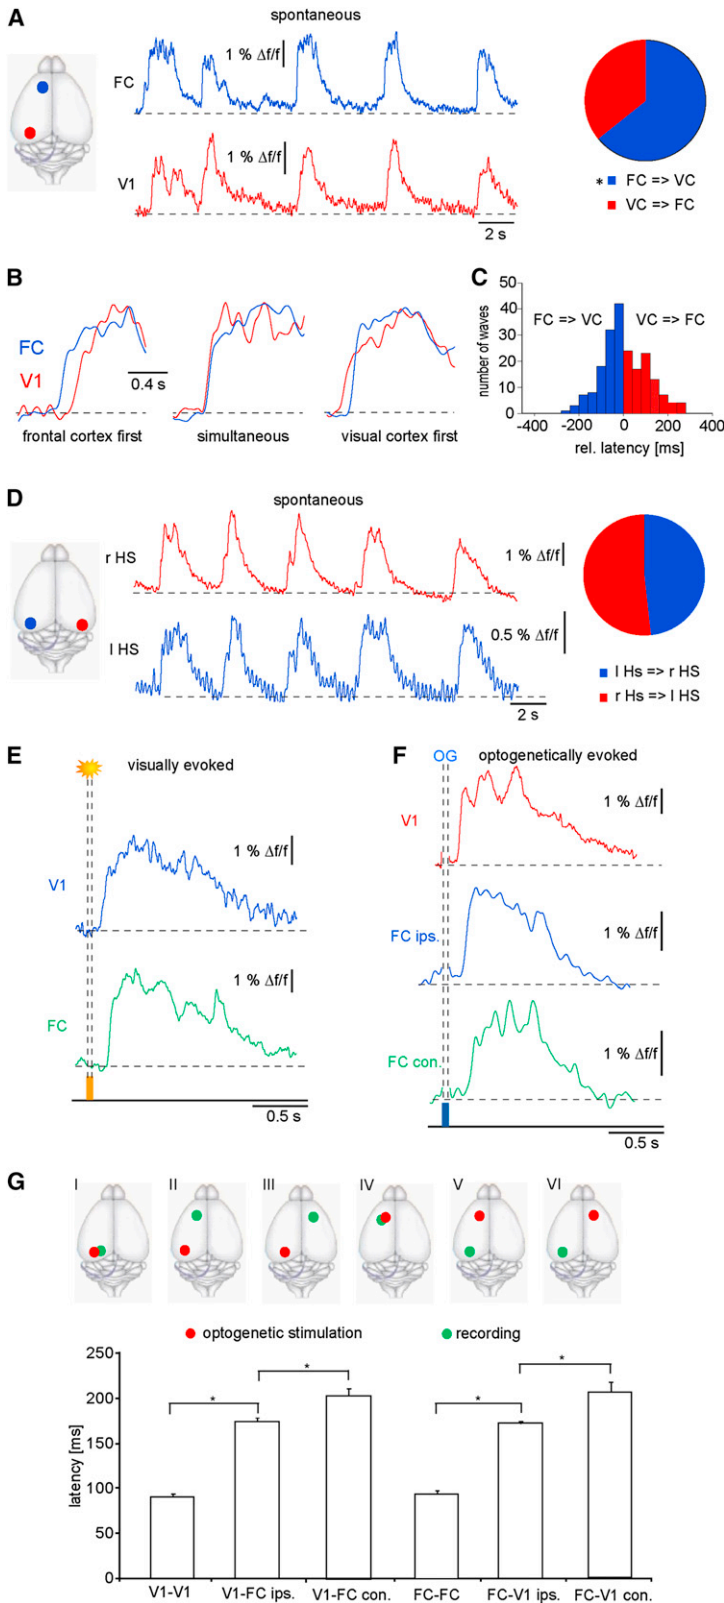 A
spontaneous
FC
1 % Δf/f
V1
1 % Δf/f
2 s
* FC => VC
VC => FC
B
FC
V1
0.4 s
frontal cortex first
simultaneous
visual cortex first
C
50
40
30
20
10
0
number of waves
FC => VC
VC => FC
-400
-200
0
200
400
rel. latency [ms]
D
spontaneous
r HS
1 % Δf/f
l HS
0.5 % Δf/f
2 s
l Hs => r HS
r Hs => l HS
E
visually evoked
V1
1 % Δf/f
FC
1 % Δf/f
0.5 s
F
OG
optogenetically evoked
V1
1 % Δf/f
FC ips.
1 % Δf/f
FC con.
1 % Δf/f
0.5 s
G
I
II
III
IV
V
VI
optogenetic stimulation
recording
250
200
150
100
50
0
latency [ms]
*
*
*
*
V1-V1
V1-FC ips.
V1-FC con.
FC-FC
FC-V1 ips.
FC-V1 con.